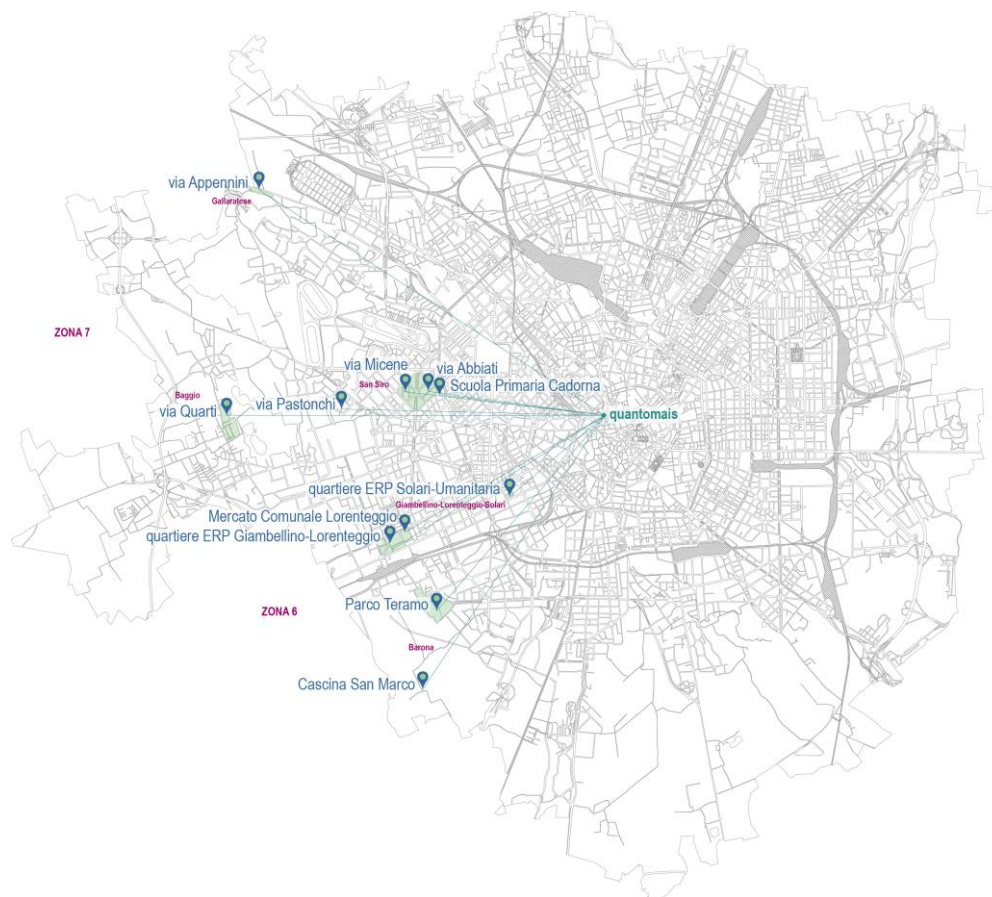 via Appennini
Gallaratese
ZONA 7
via Micene
via Abbiati
San Siro
Scuola Primaria Cadorna
Baggio
via Quarti
via Pastonchi
quantomais
quartiere ERP Solari-Umanitaria
Giambellino-Lorenteggio-Solari
Mercato Comunale Lorenteggio
quartiere ERP Giambellino-Lorenteggio
Parco Teramo
ZONA 6
Barona
Cascina San Marco